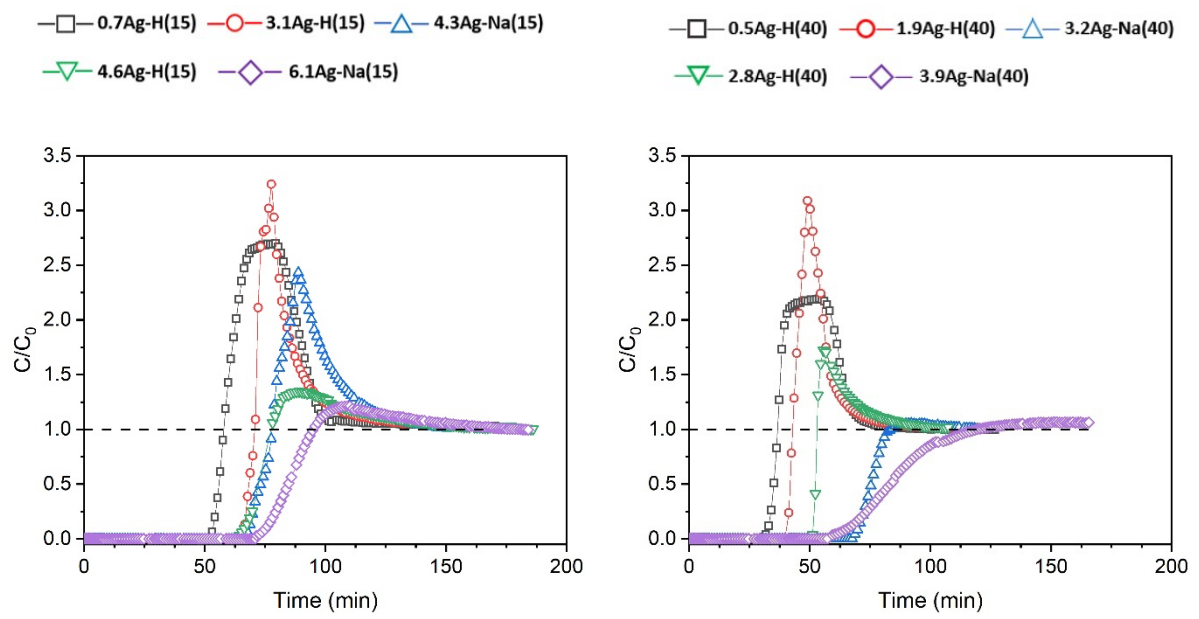 0.7Ag-H(15) 3.1Ag-H(15) 4.3Ag-Na(15)
4.6Ag-H(15) 6.1Ag-Na(15)
0.5Ag-H(40) 1.9Ag-H(40) 3.2Ag-Na(40)
2.8Ag-H(40) 3.9Ag-Na(40)
C/C₀
3.5
3.0
2.5
2.0
1.5
1.0
0.5
0.0
0 50 100 150 200
Time (min)
C/C₀
3.5
3.0
2.5
2.0
1.5
1.0
0.5
0.0
0 50 100 150 200
Time (min)